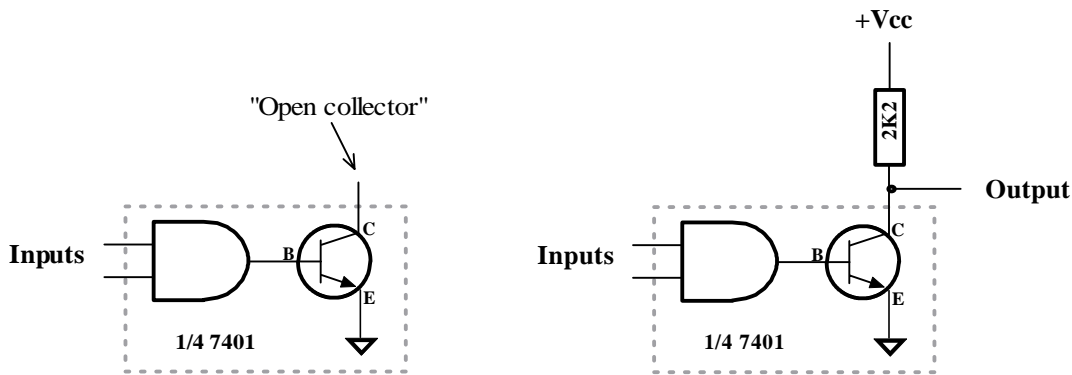 "Open collector"
Inputs
B
C
E
1/4 7401
+Vcc
2K2
Output
Inputs
B
C
E
1/4 7401